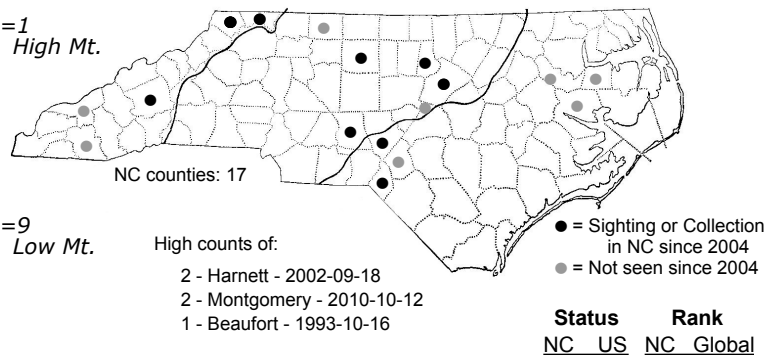 =1
High Mt.
NC counties: 17
=9
Low Mt.
High counts of:
2 - Harnett - 2002-09-18
2 - Montgomery - 2010-10-12
1 - Beaufort - 1993-10-16
= Sighting or Collection
in NC since 2004
= Not seen since 2004
Status Rank
NC US NC Global